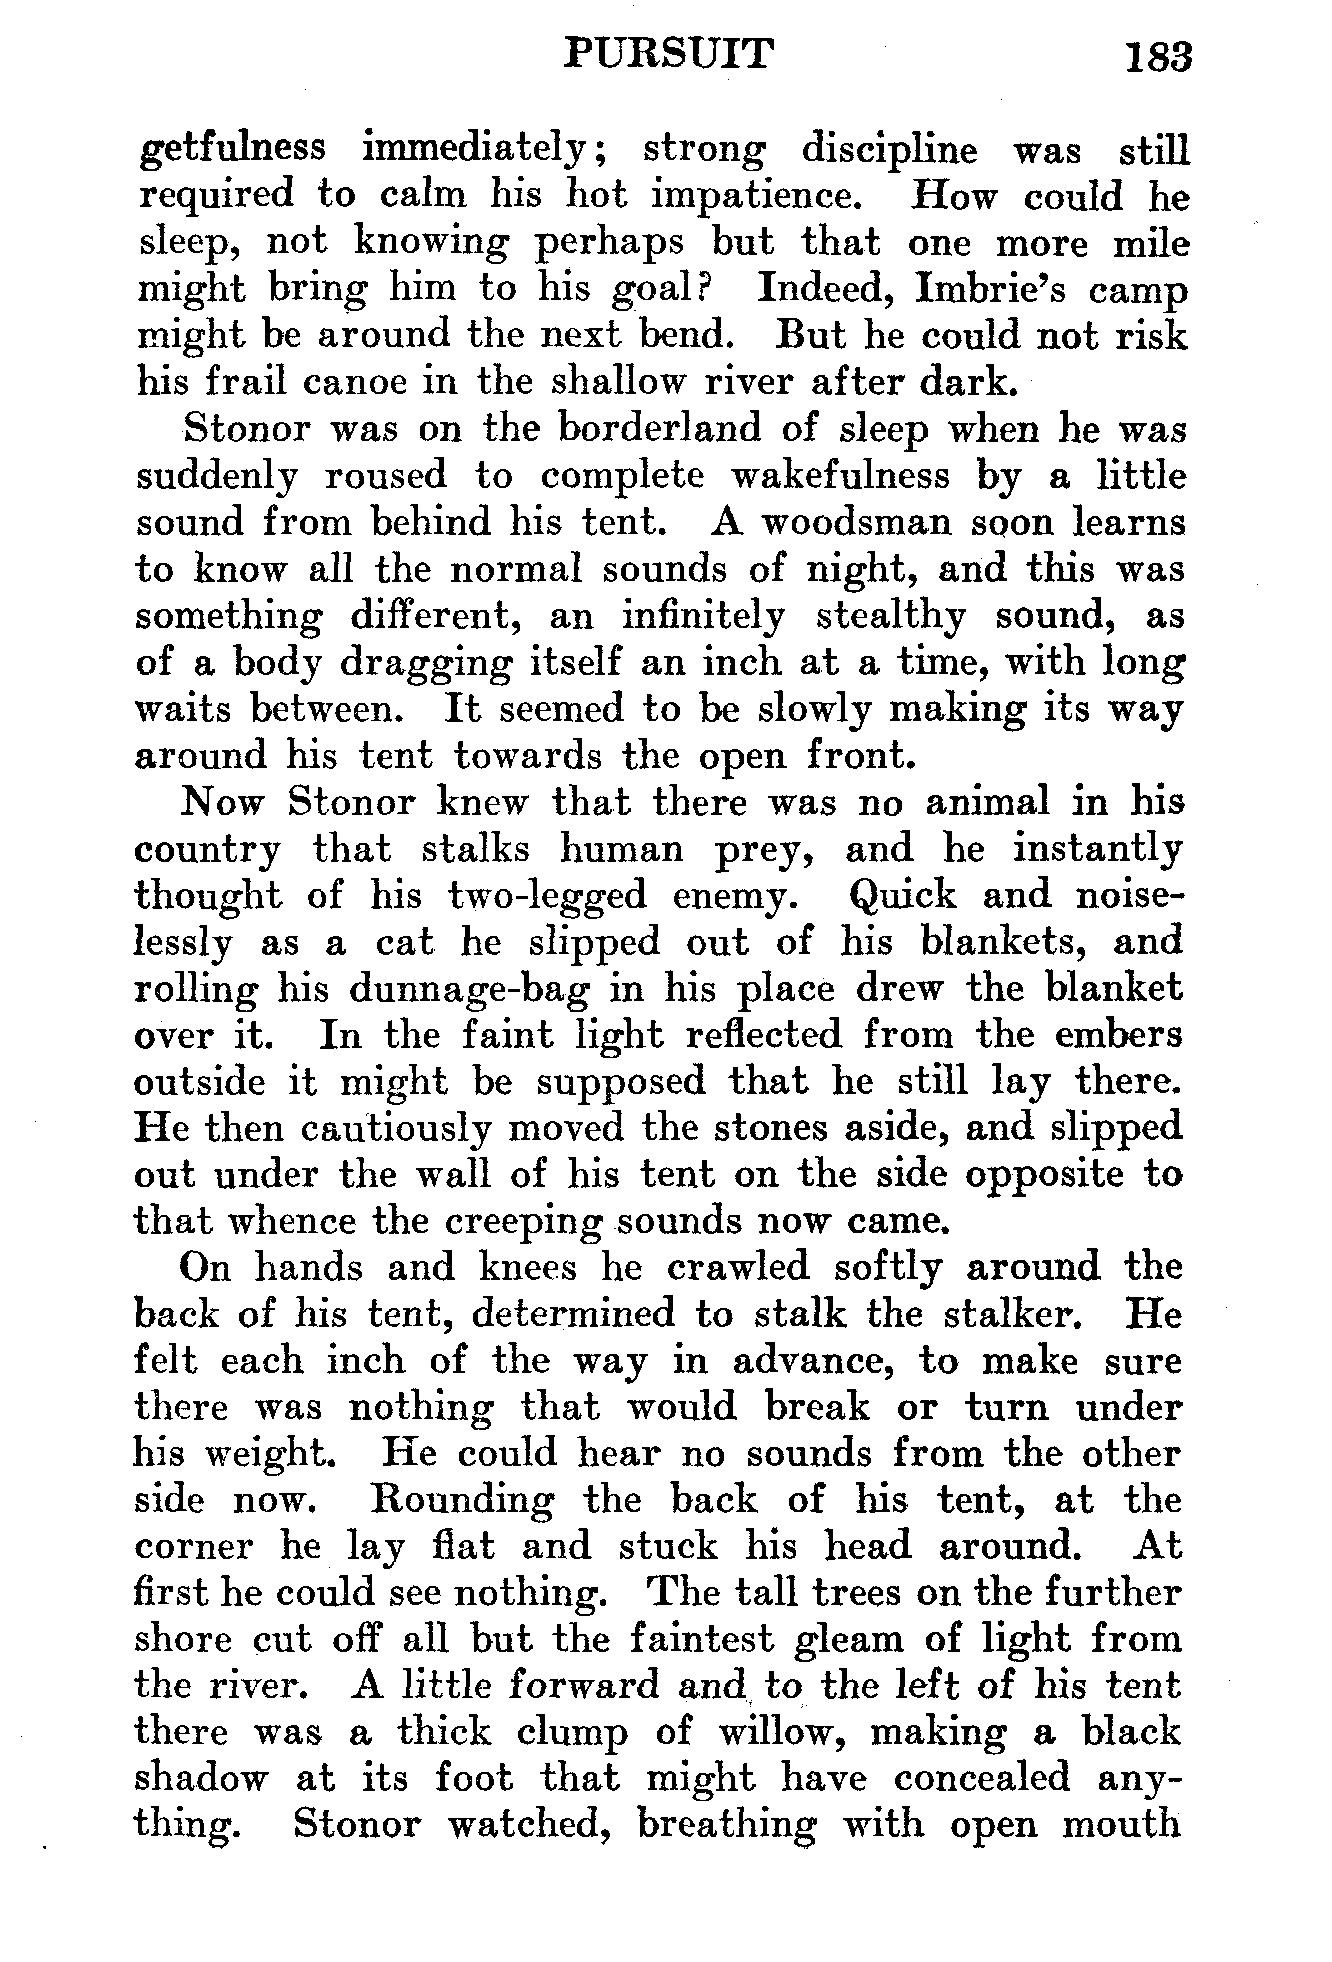 PURSUIT 183
getfulness immediately; strong discipline was still
required to calm his hot impatience. How could he
sleep, not knowing perhaps but that one more mile
might bring him to his goal? Indeed, Imbrie's camp
might be around the next bend. But he could not risk
his frail canoe in the shallow river after dark.
Stonor was on the borderland of sleep when he was
suddenly roused to complete wakefulness by a little
sound from behind his tent. A woodsman soon learns
to know all the normal sounds of night, and this was
something different, an infinitely stealthy sound, as
of a body dragging itself an inch at a time, with long
waits between. It seemed to be slowly making its way
around his tent towards the open front.
Now Stonor knew that there was no animal in his
country that stalks human prey, and he instantly
thought of his two-legged enemy. Quick and noise-
lessly as a cat he slipped out of his blankets, and
rolling his dunnage-bag in his place drew the blanket
over it. In the faint light reflected from the embers
outside it might be supposed that he still lay there.
He then cautiously moved the stones aside, and slipped
out under the wall of his tent on the side opposite to
that whence the creeping sounds now came.
On hands and knees he crawled softly around the
back of his tent, determined to stalk the stalker. He
felt each inch of the way in advance, to make sure
there was nothing that would break or turn under
his weight. He could hear no sounds from the other
side now. Rounding the back of his tent, at the
corner he lay flat and stuck his head around. At
first he could see nothing. The tall trees on the further
shore cut off all but the faintest gleam of light from
the river. A little forward and to the left of his tent
there was a thick clump of willow, making a black
shadow at its foot that might have concealed any-
thing. Stonor watched, breathing with open mouth